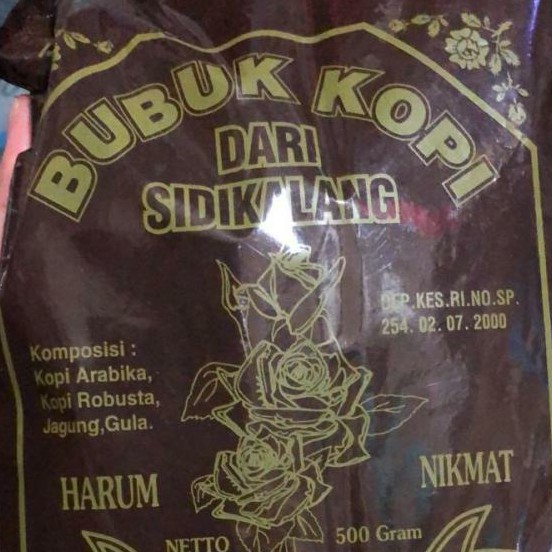 BUBUK KOPI
DARI
SIDIKALANG
DEP.KES.RI.NO.SP.
254. 02. 07. 2000
Komposisi :
Kopi Arabika,
Kopi Robusta,
Jagung,Gula.
HARUM
NIKMAT
NETTO
500 Gram